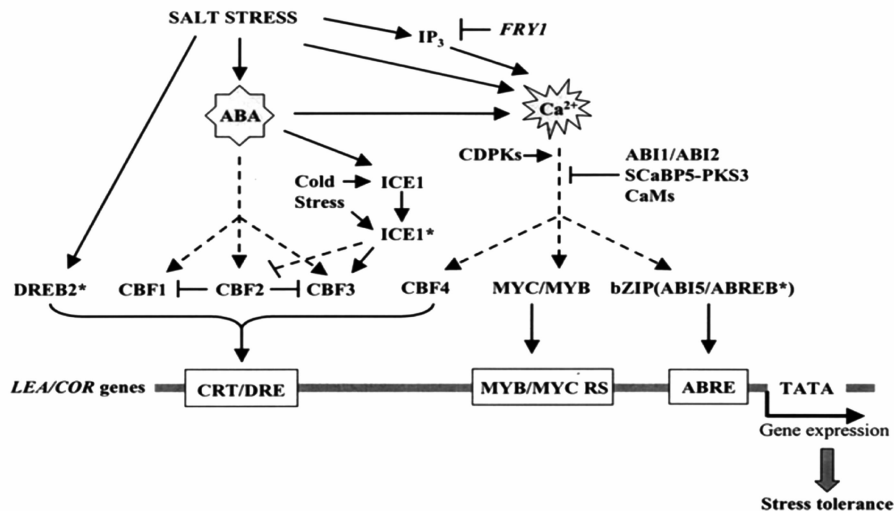 SALT STRESS
IP3
FRY1
ABA
Ca2+
CDPKs
ABI1/ABI2
SCaBP5-PKS3
CaMs
Cold
Stress
ICE1
ICE1*
DREB2*
CBF1
CBF2
CBF3
CBF4
MYC/MYB
bZIP(ABI5/ABREB*)
LEA/COR genes
CRT/DRE
MYB/MYC RS
ABRE
TATA
Gene expression
Stress tolerance